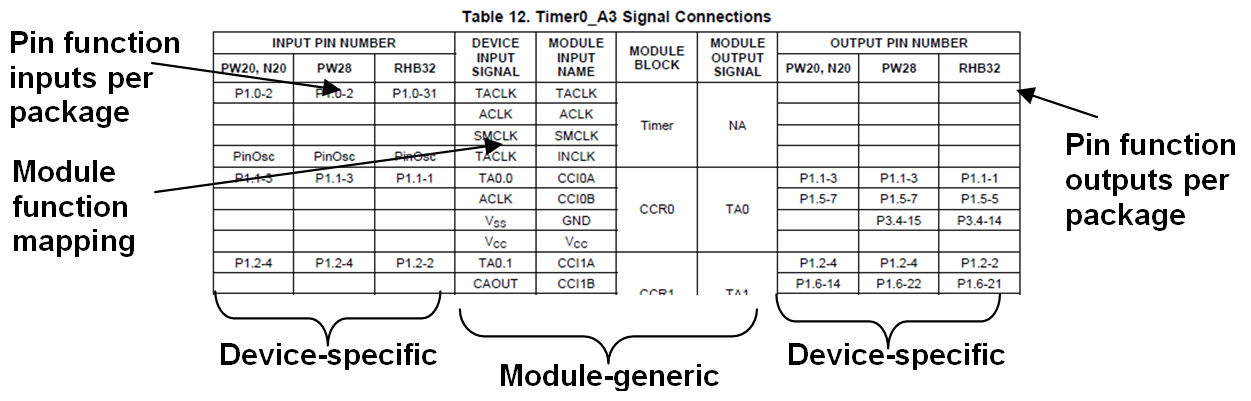 Table 12. Timer0_A3 Signal Connections
Pin function
inputs per
package
Module
function
mapping
INPUT PIN NUMBER DEVICE INPUT SIGNAL MODULE INPUT NAME MODULE BLOCK MODULE OUTPUT SIGNAL OUTPUT PIN NUMBER
PW20, N20 PW28 RHB32 PW20, N20 PW28 RHB32
P1.0-2 P1.0-2 P1.0-31 TACLK TACLK Timer NA
ACLK ACLK
SMCLK SMCLK
PinOsc PinOsc PinOsc TACLK INCLK
P1.1-3 P1.1-3 P1.1-1 TA0.0 CCI0A CCR0 TA0 P1.1-3 P1.1-3 P1.1-1
ACLK CCI0B P1.5-7 P1.5-7 P1.5-5
VSS GND P3.4-15 P3.4-14
VCC VCC
P1.2-4 P1.2-4 P1.2-2 TA0.1 CCI1A CCR1 TA1 P1.2-4 P1.2-4 P1.2-2
CAOUT CCI1B P1.6-14 P1.6-22 P1.6-21
Pin function
outputs per
package
Device-specific
Module-generic
Device-specific